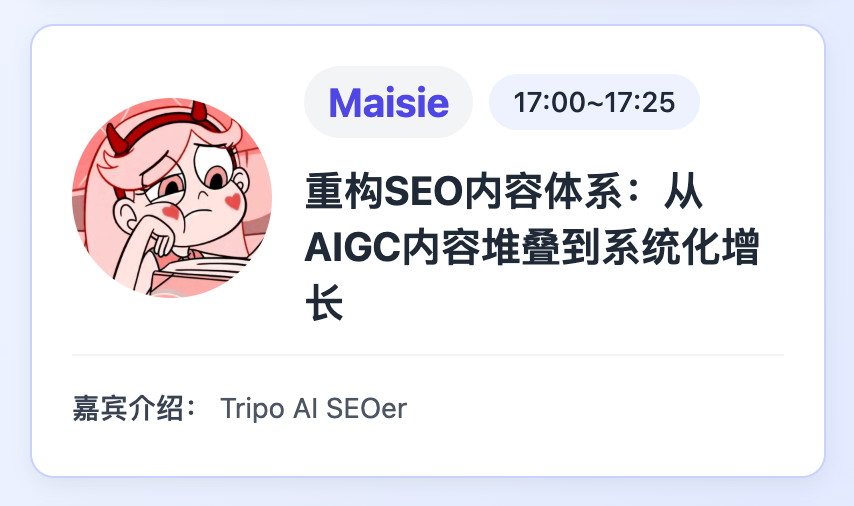 Maisie
17:00~17:25
重构SEO内容体系：从
AIGC内容堆叠到系统化增
长
嘉宾介绍： Tripo AI SEOer